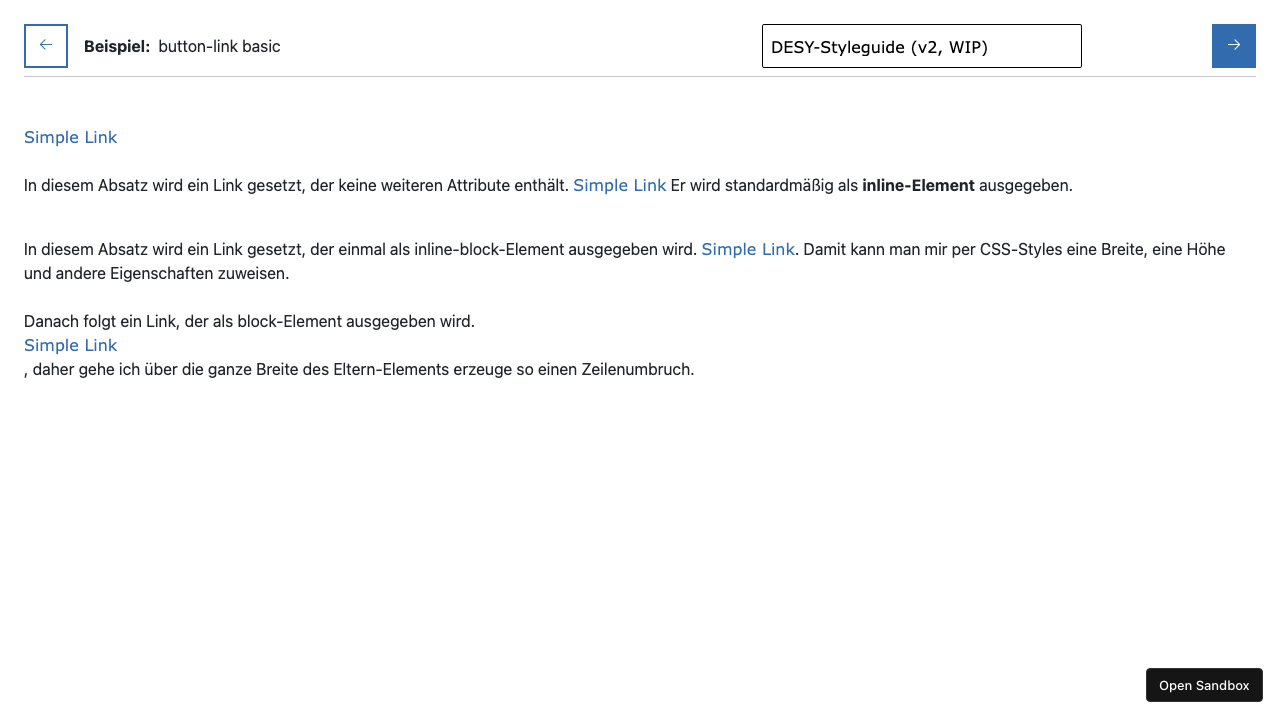 ← Beispiel: button-link basic DESY-Styleguide (v2, WIP) →
Simple Link
In diesem Absatz wird ein Link gesetzt, der keine weiteren Attribute enthält. Simple Link Er wird standardmäßig als inline-Element ausgegeben.
In diesem Absatz wird ein Link gesetzt, der einmal als inline-block-Element ausgegeben wird. Simple Link. Damit kann man mir per CSS-Styles eine Breite, eine Höhe
und andere Eigenschaften zuweisen.
Danach folgt ein Link, der als block-Element ausgegeben wird.
Simple Link
, daher gehe ich über die ganze Breite des Eltern-Elements erzeuge so einen Zeilenumbruch.
Open Sandbox